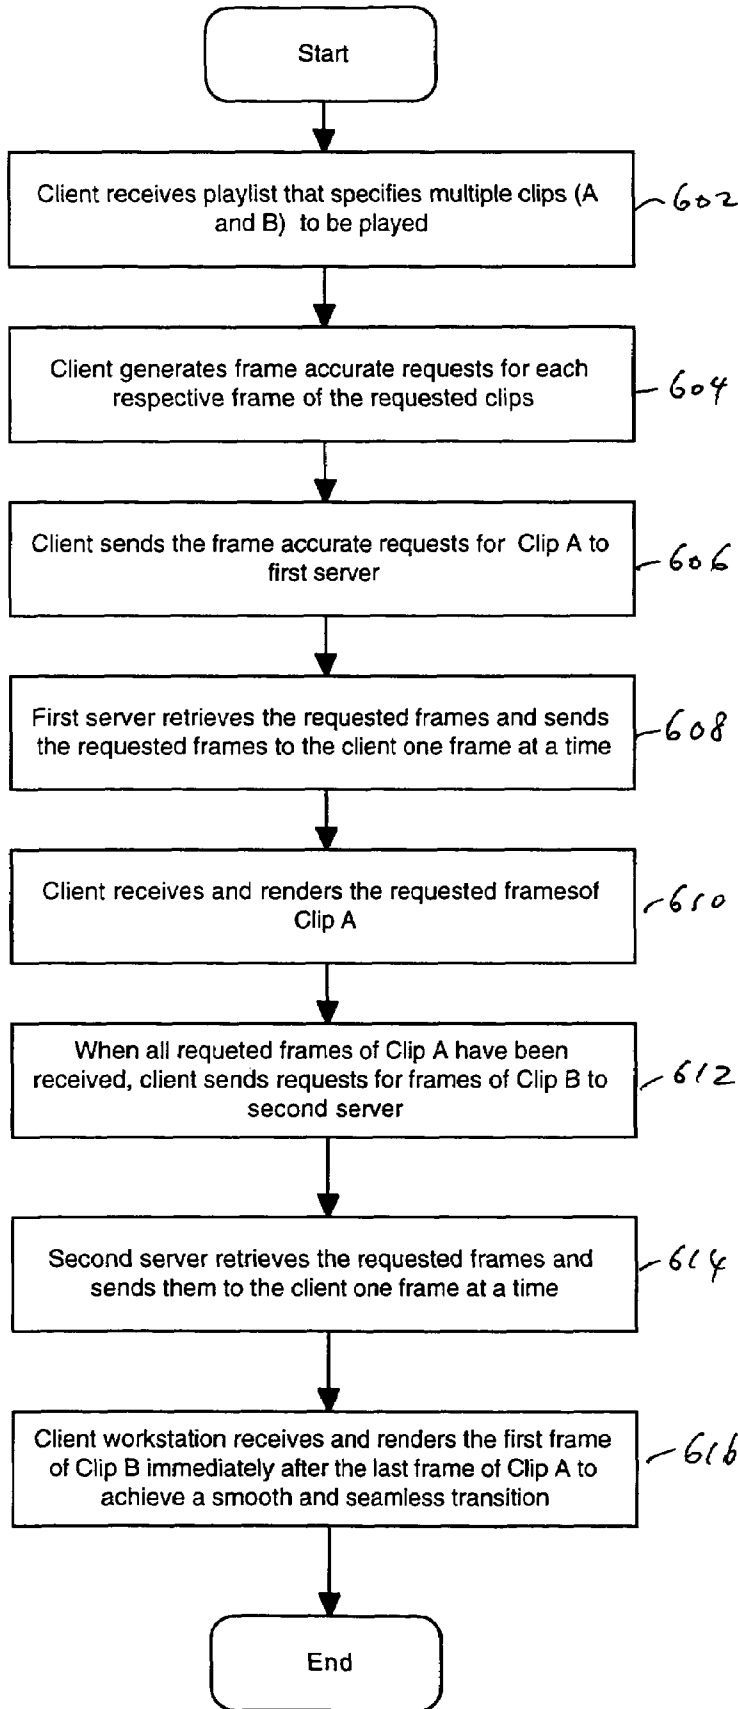 Start
Client receives playlist that specifies multiple clips (A
and B) to be played
602
Client generates frame accurate requests for each
respective frame of the requested clips
604
Client sends the frame accurate requests for Clip A to
first server
606
First server retrieves the requested frames and sends
the requested frames to the client one frame at a time
608
Client receives and renders the requested framesof
Clip A
610
When all requeted frames of Clip A have been
received, client sends requests for frames of Clip B to
second server
612
Second server retrieves the requested frames and
sends them to the client one frame at a time
614
Client workstation receives and renders the first frame
of Clip B immediately after the last frame of Clip A to
achieve a smooth and seamless transition
616
End